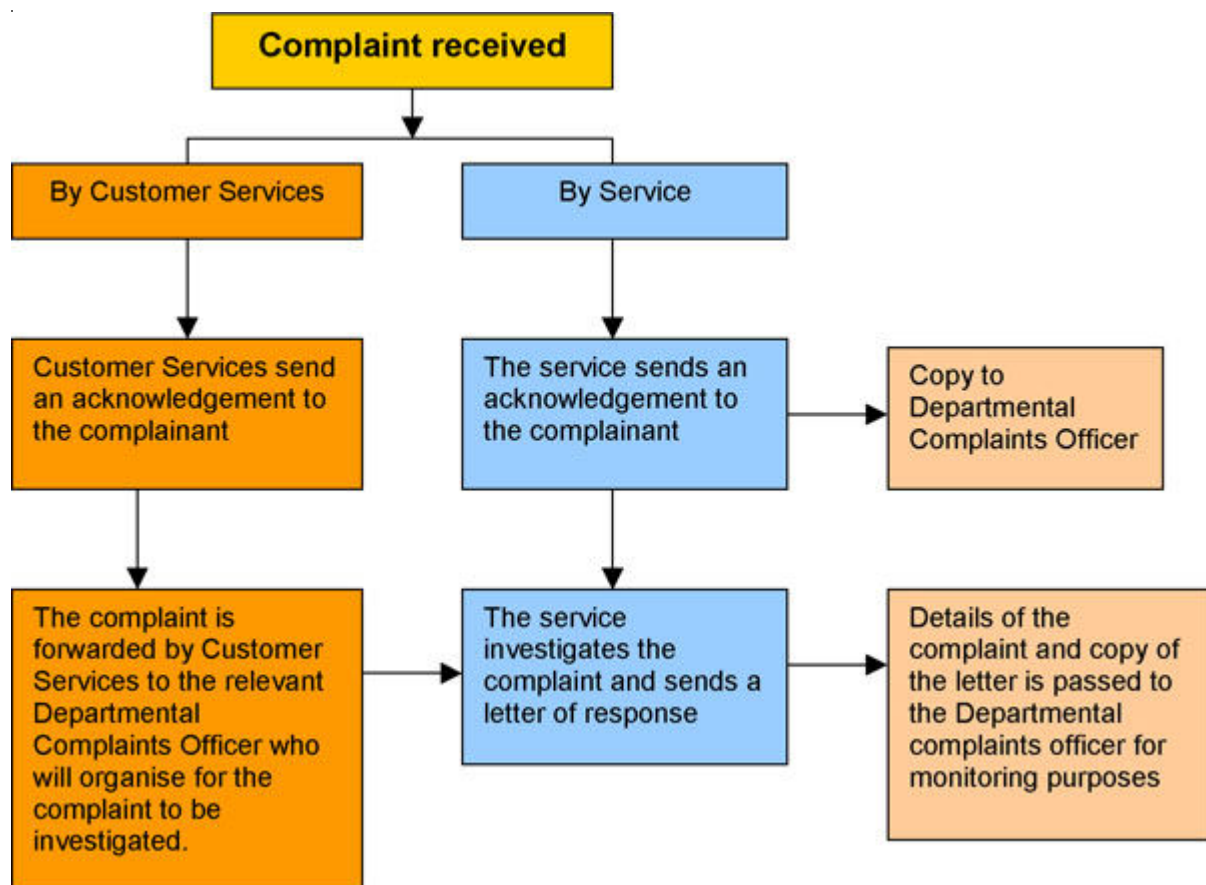 Complaint received
By Customer Services
By Service
Customer Services send
an acknowledgement to
the complainant
The service sends an
acknowledgement to
the complainant
Copy to
Departmental
Complaints Officer
The complaint is
forwarded by Customer
Services to the relevant
Departmental
Complaints Officer who
will organise for the
complaint to be
investigated.
The service
investigates the
complaint and sends a
letter of response
Details of the
complaint and copy of
the letter is passed to
the Departmental
complaints officer for
monitoring purposes